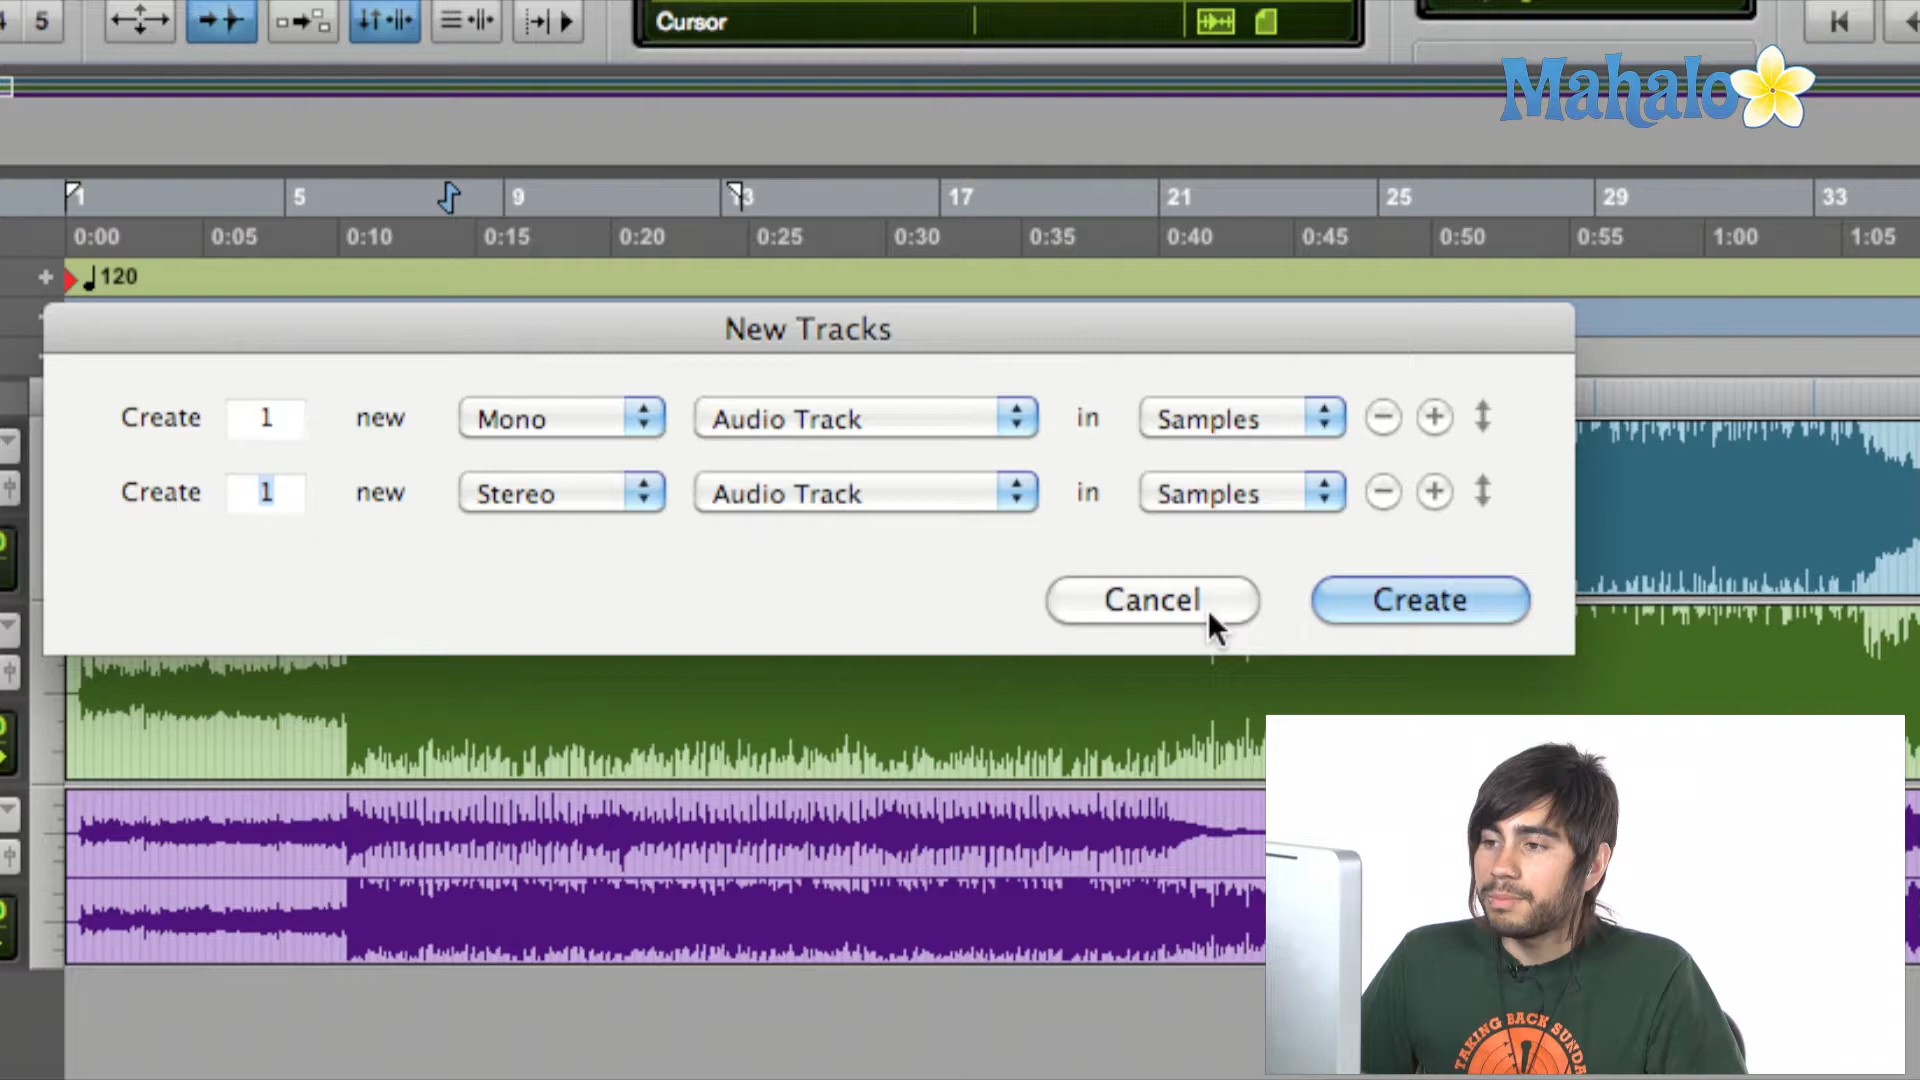 5
Cursor
Mahalo
1 5 9 13 17 21 25 29 33
0:00 0:05 0:10 0:15 0:20 0:25 0:30 0:35 0:40 0:45 0:50 0:55 1:00 1:05
+ 120
New Tracks
Create 1 new Mono Audio Track in Samples
Create 1 new Stereo Audio Track in Samples
Cancel Create
TAKING BACK SUNDA